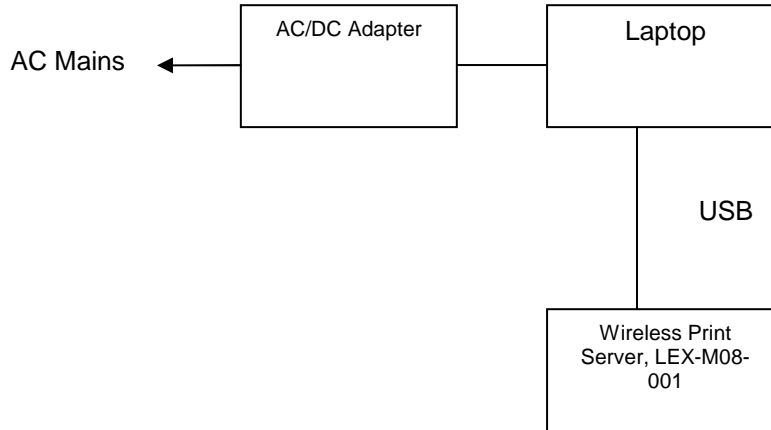 AC Mains
AC/DC Adapter
Laptop
USB
Wireless Print
Server, LEX-M08-
001